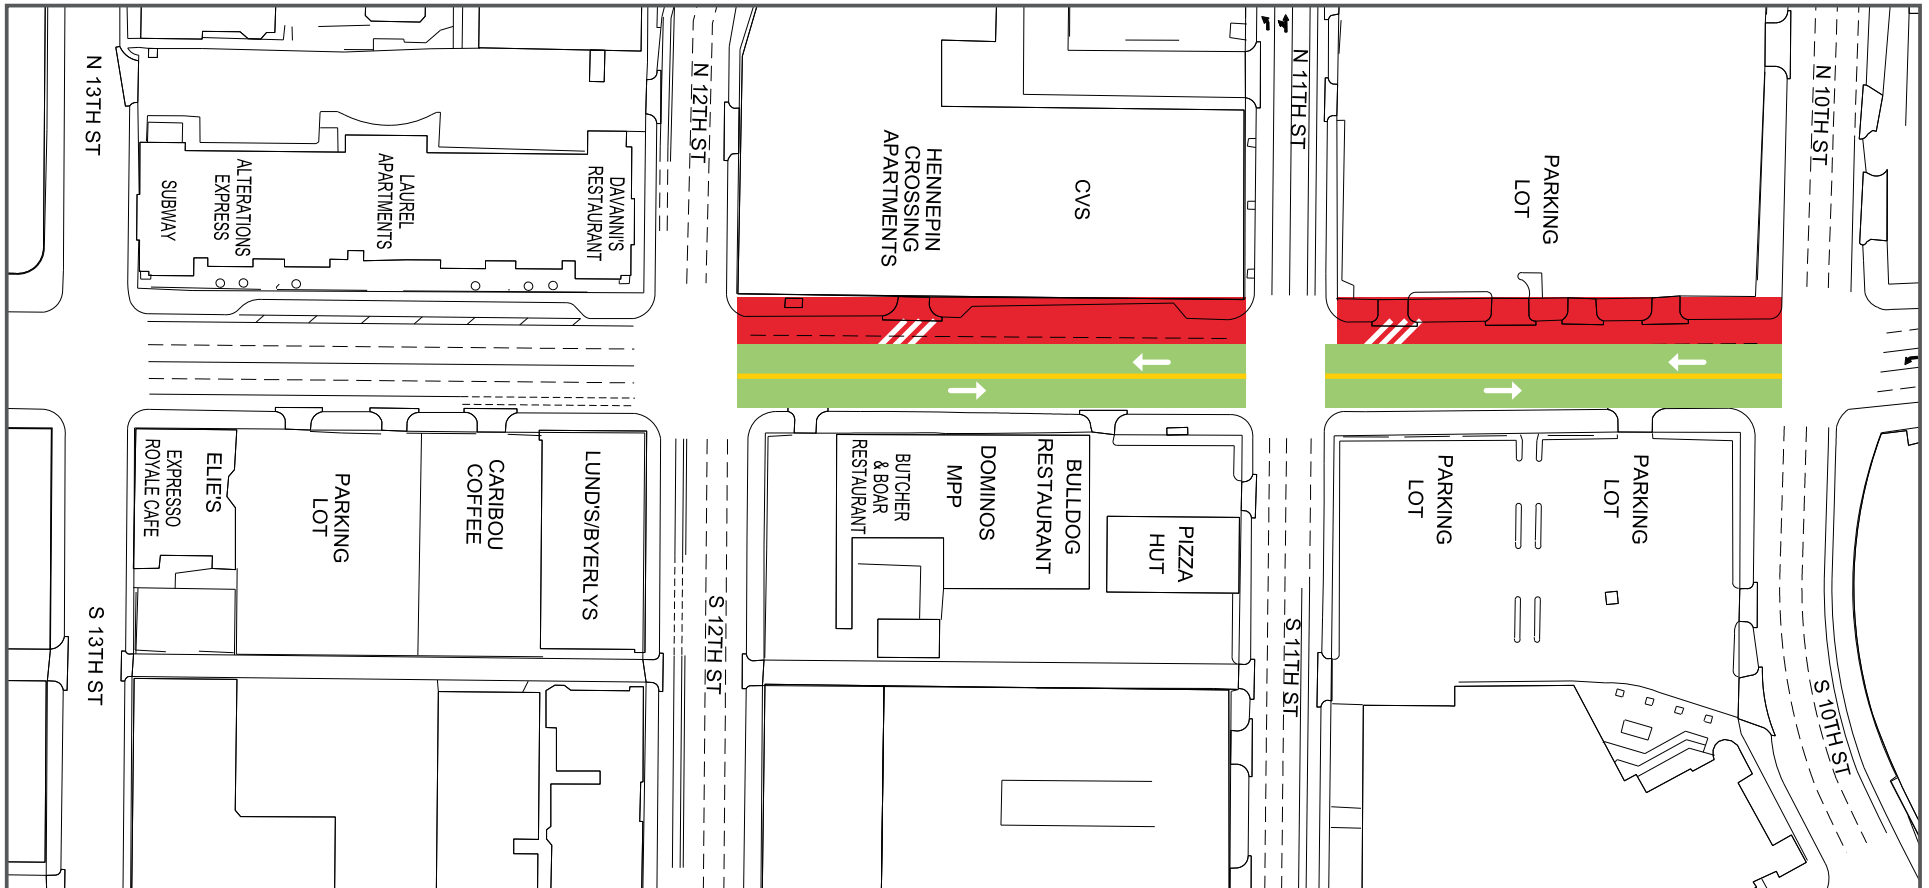 N 13TH ST
SUBWAY
ALTERATIONS
EXPRESS
LAUREL
APARTMENTS
DAVANNI'S
RESTAURANT
N 12TH ST
HENNEPIN
CROSSING
APARTMENTS
CVS
N 11TH ST
PARKING
LOT
N 10TH ST
S 13TH ST
EXPRESSO
ROYALE CAFE
ELIE'S
PARKING
LOT
CARIBOU
COFFEE
LUND'S/BYERLYS
S 12TH ST
BUTCHER
& BOAR
RESTAURANT
MPP
DOMINOS
BULLDOG
RESTAURANT
PIZZA
HUT
S 11TH ST
PARKING
LOT
PARKING
LOT
S 10TH ST